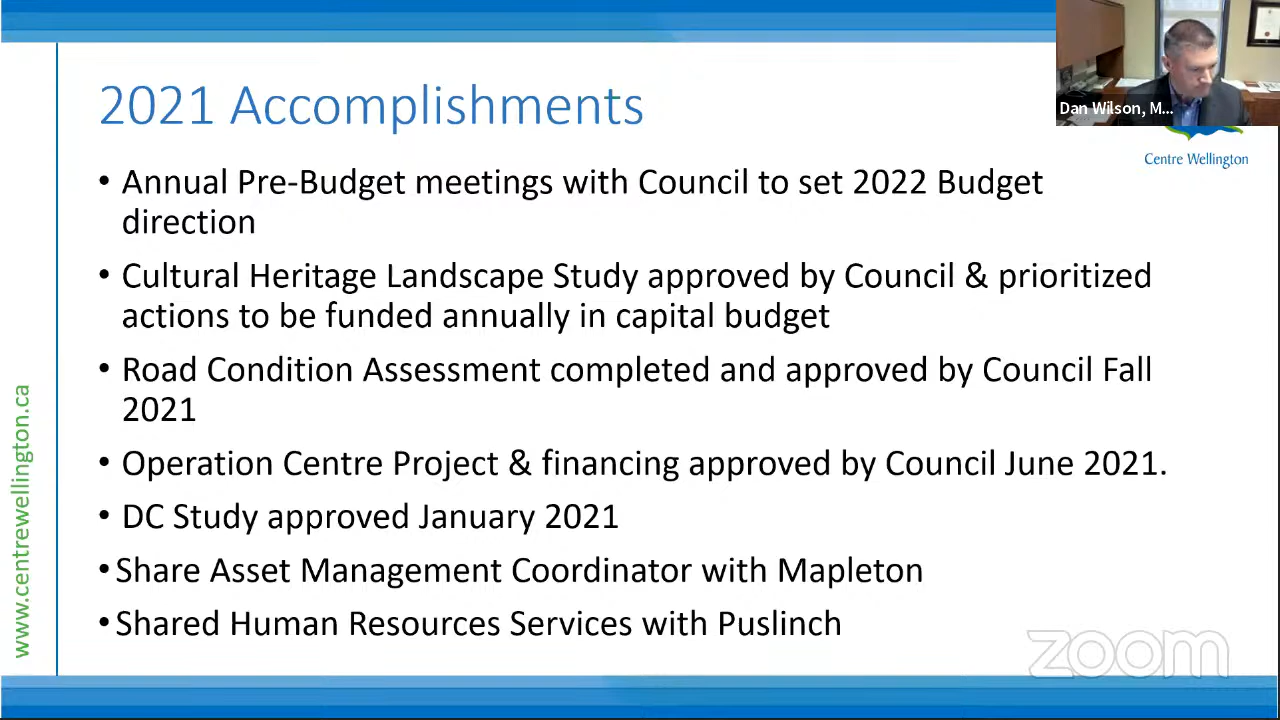 2021 Accomplishments
Dan Wilson, M...
Centre Wellington
• Annual Pre-Budget meetings with Council to set 2022 Budget
direction
• Cultural Heritage Landscape Study approved by Council & prioritized
actions to be funded annually in capital budget
• Road Condition Assessment completed and approved by Council Fall
2021
• Operation Centre Project & financing approved by Council June 2021.
• DC Study approved January 2021
• Share Asset Management Coordinator with Mapleton
• Shared Human Resources Services with Puslinch
www.centrewellington.ca
zoom